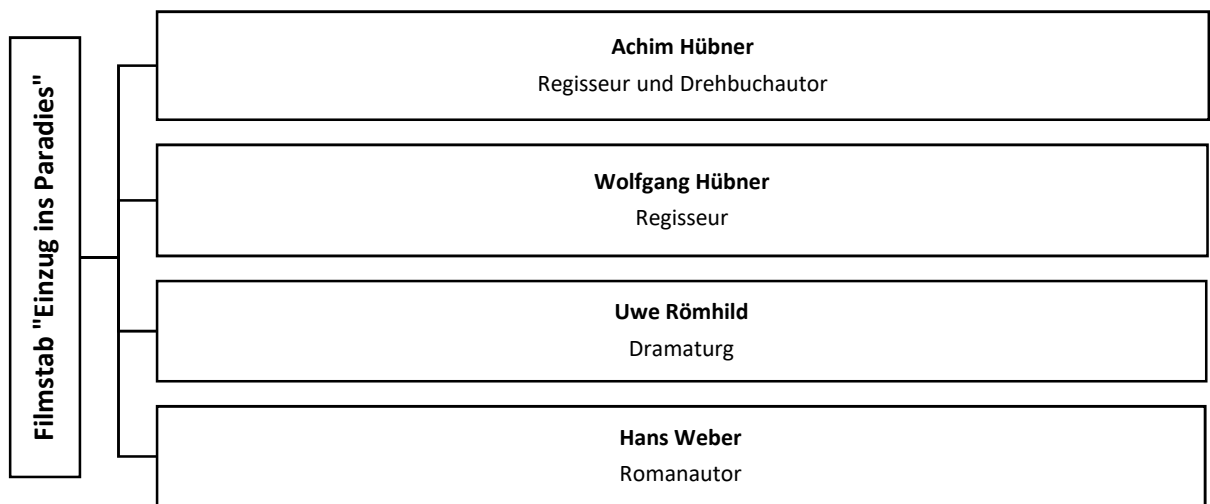 Filmstab "Einzug ins Paradies"
Achim Hübner
Regisseur und Drehbuchautor
Wolfgang Hübner
Regisseur
Uwe Römhild
Dramaturg
Hans Weber
Romanautor